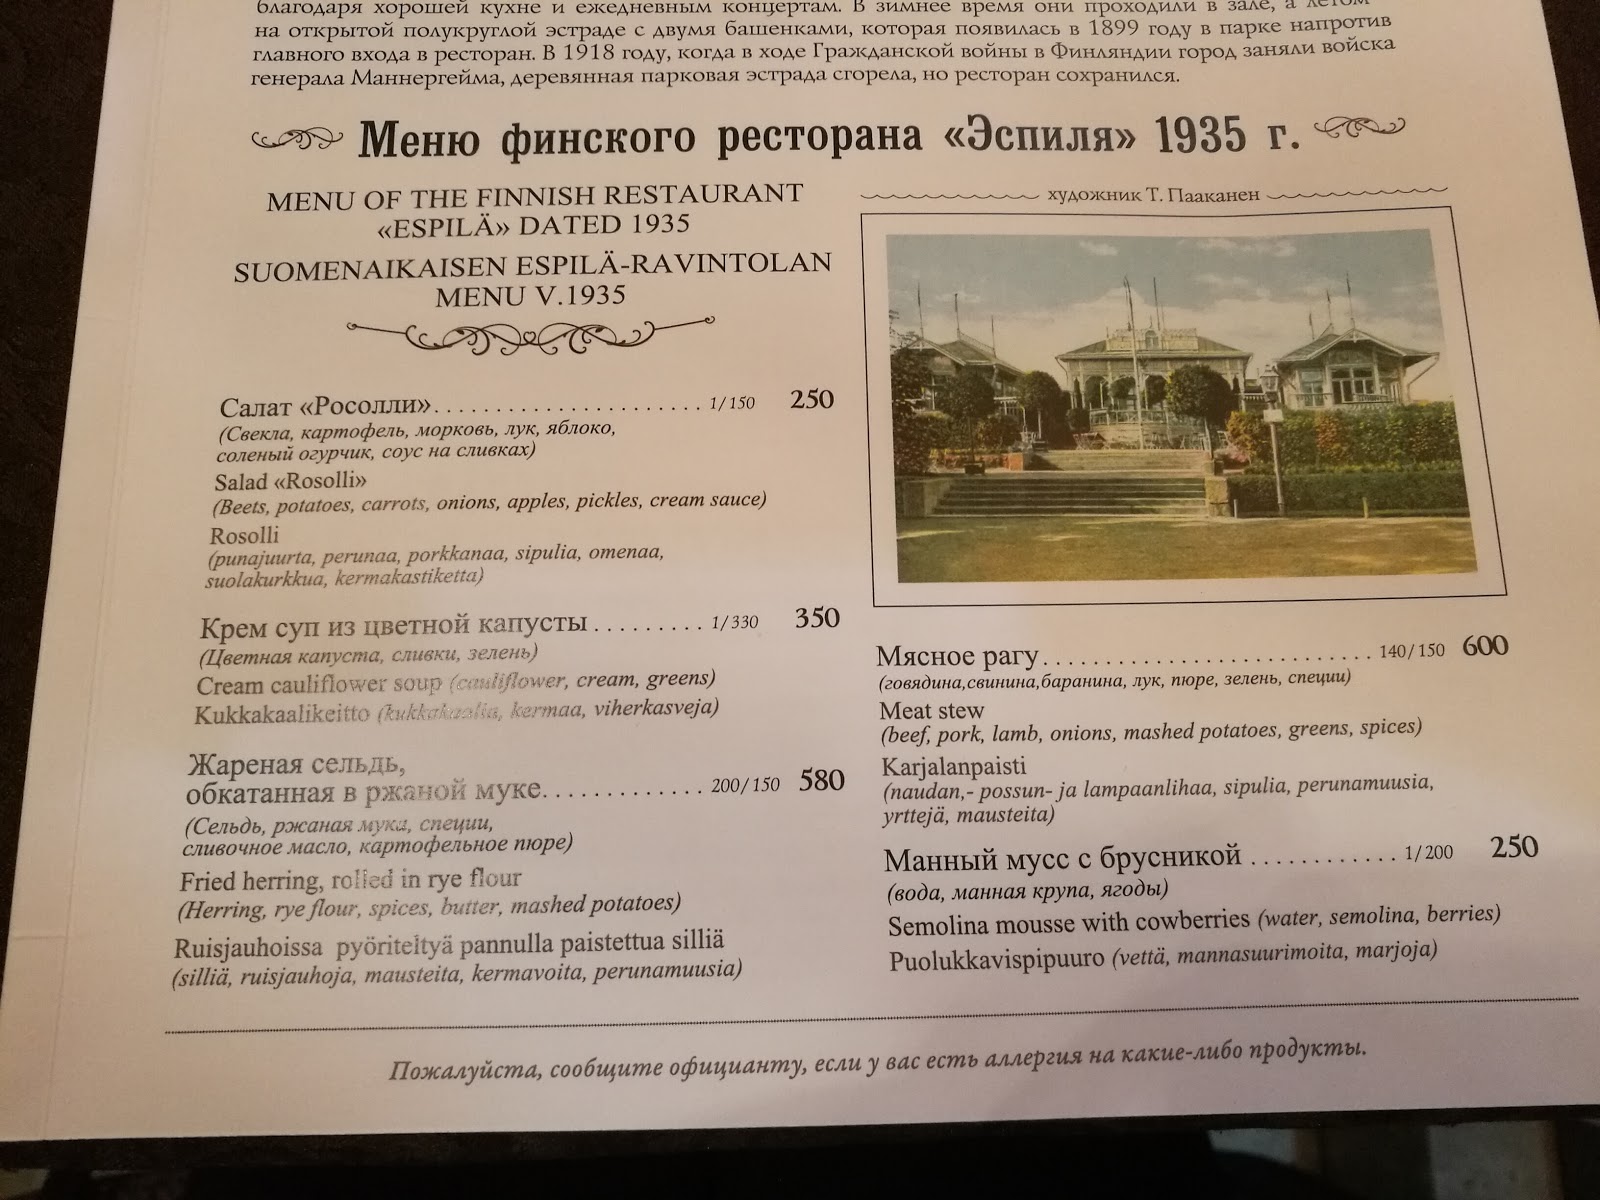 благодаря хорошей кухне и ежедневным концертам. В зимнее время они проходили в зале, а летом
на открытой полукруглой эстраде с двумя башенками, которая появилась в 1899 году в парке напротив
главного входа в ресторан. В 1918 году, когда в ходе Гражданской войны в Финляндии город заняли войска
генерала Маннергейма, деревянная парковая эстрада сгорела, но ресторан сохранился.
Меню финского ресторана «Эспиля» 1935 г.
MENU OF THE FINNISH RESTAURANT
«ESPILÄ» DATED 1935
SUOMENAIKAISEN ESPILÄ-RAVINTOLAN
MENU V.1935
Салат «Росолли»......................1/150 250
(Свекла, картофель, морковь, лук, яблоко,
соленый огурчик, соус на сливках)
Salad «Rosolli»
(Beets, potatoes, carrots, onions, apples, pickles, cream sauce)
Rosolli
(punajuurta, perunaa, porkkanaa, sipulia, omenaa,
suolakurkkua, kermakastiketta)
Крем суп из цветной капусты.........1/330 350
(Цветная капуста, сливки, зелень)
Cream cauliflower soup (cauliflower, cream, greens)
Kukkakaalikeitto (kukkakaalia, kermaa, viherkasveja)
Жареная сельдь,
обкатанная в ржаной муке.............200/150 580
(Сельдь, ржаная мука, специи,
сливочное масло, картофельное пюре)
Fried herring, rolled in rye flour
(Herring, rye flour, spices, butter, mashed potatoes)
Ruisjauhoissa pyöriteltyä pannulla paistettua silliä
(silliä, ruisjauhoja, mausteita, kermavoita, perunamuusia)
художник Т. Пааканен
Мясное рагу...........................140/150 600
(говядина,свинина,баранина, лук, пюре, зелень, специи)
Meat stew
(beef, pork, lamb, onions, mashed potatoes, greens, spices)
Karjalanpaisti
(naudan,- possun- ja lampaanlihaa, sipulia, perunamuusia,
yrttejä, mausteita)
Манный мусс с брусникой............1/200 250
(вода, манная крупа, ягоды)
Semolina mousse with cowberries (water, semolina, berries)
Puolukkavispipuuro (vettä, mannasuurimoita, marjoja)
Пожалуйста, сообщите официанту, если у вас есть аллергия на какие-либо продукты.